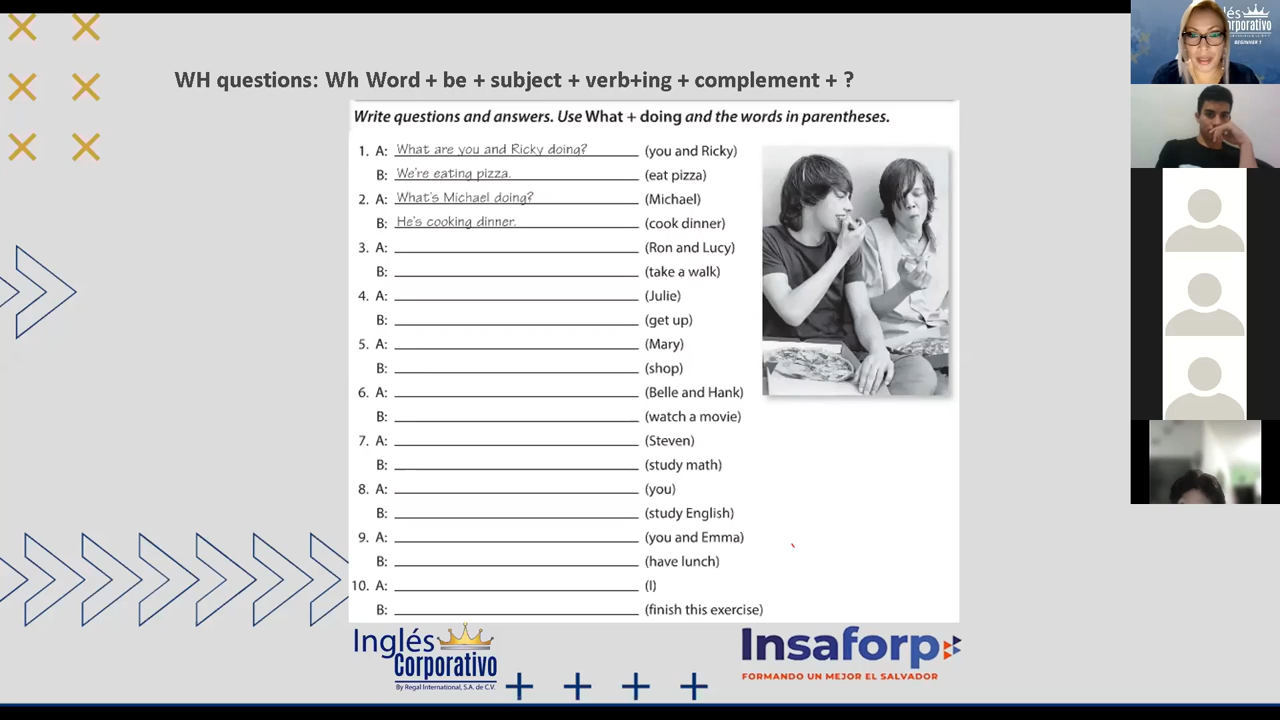 WH questions: Wh Word + be + subject + verb+ing + complement + ?
Write questions and answers. Use What + doing and the words in parentheses.
1. A: What are you and Ricky doing? (you and Ricky)
B: We're eating pizza. (eat pizza)
2. A: What's Michael doing? (Michael)
B: He's cooking dinner. (cook dinner)
3. A: (Ron and Lucy)
B: (take a walk)
4. A: (Julie)
B: (get up)
5. A: (Mary)
B: (shop)
6. A: (Belle and Hank)
B: (watch a movie)
7. A: (Steven)
B: (study math)
8. A: (you)
B: (study English)
9. A: (you and Emma)
B: (have lunch)
10. A: (I)
B: (finish this exercise)
Inglés
Corporativo
By Regal International, S.A. de C.V.
Insaforp
FORMANDO UN MEJOR EL SALVADOR
lés
orporativo
BEGINNER 1